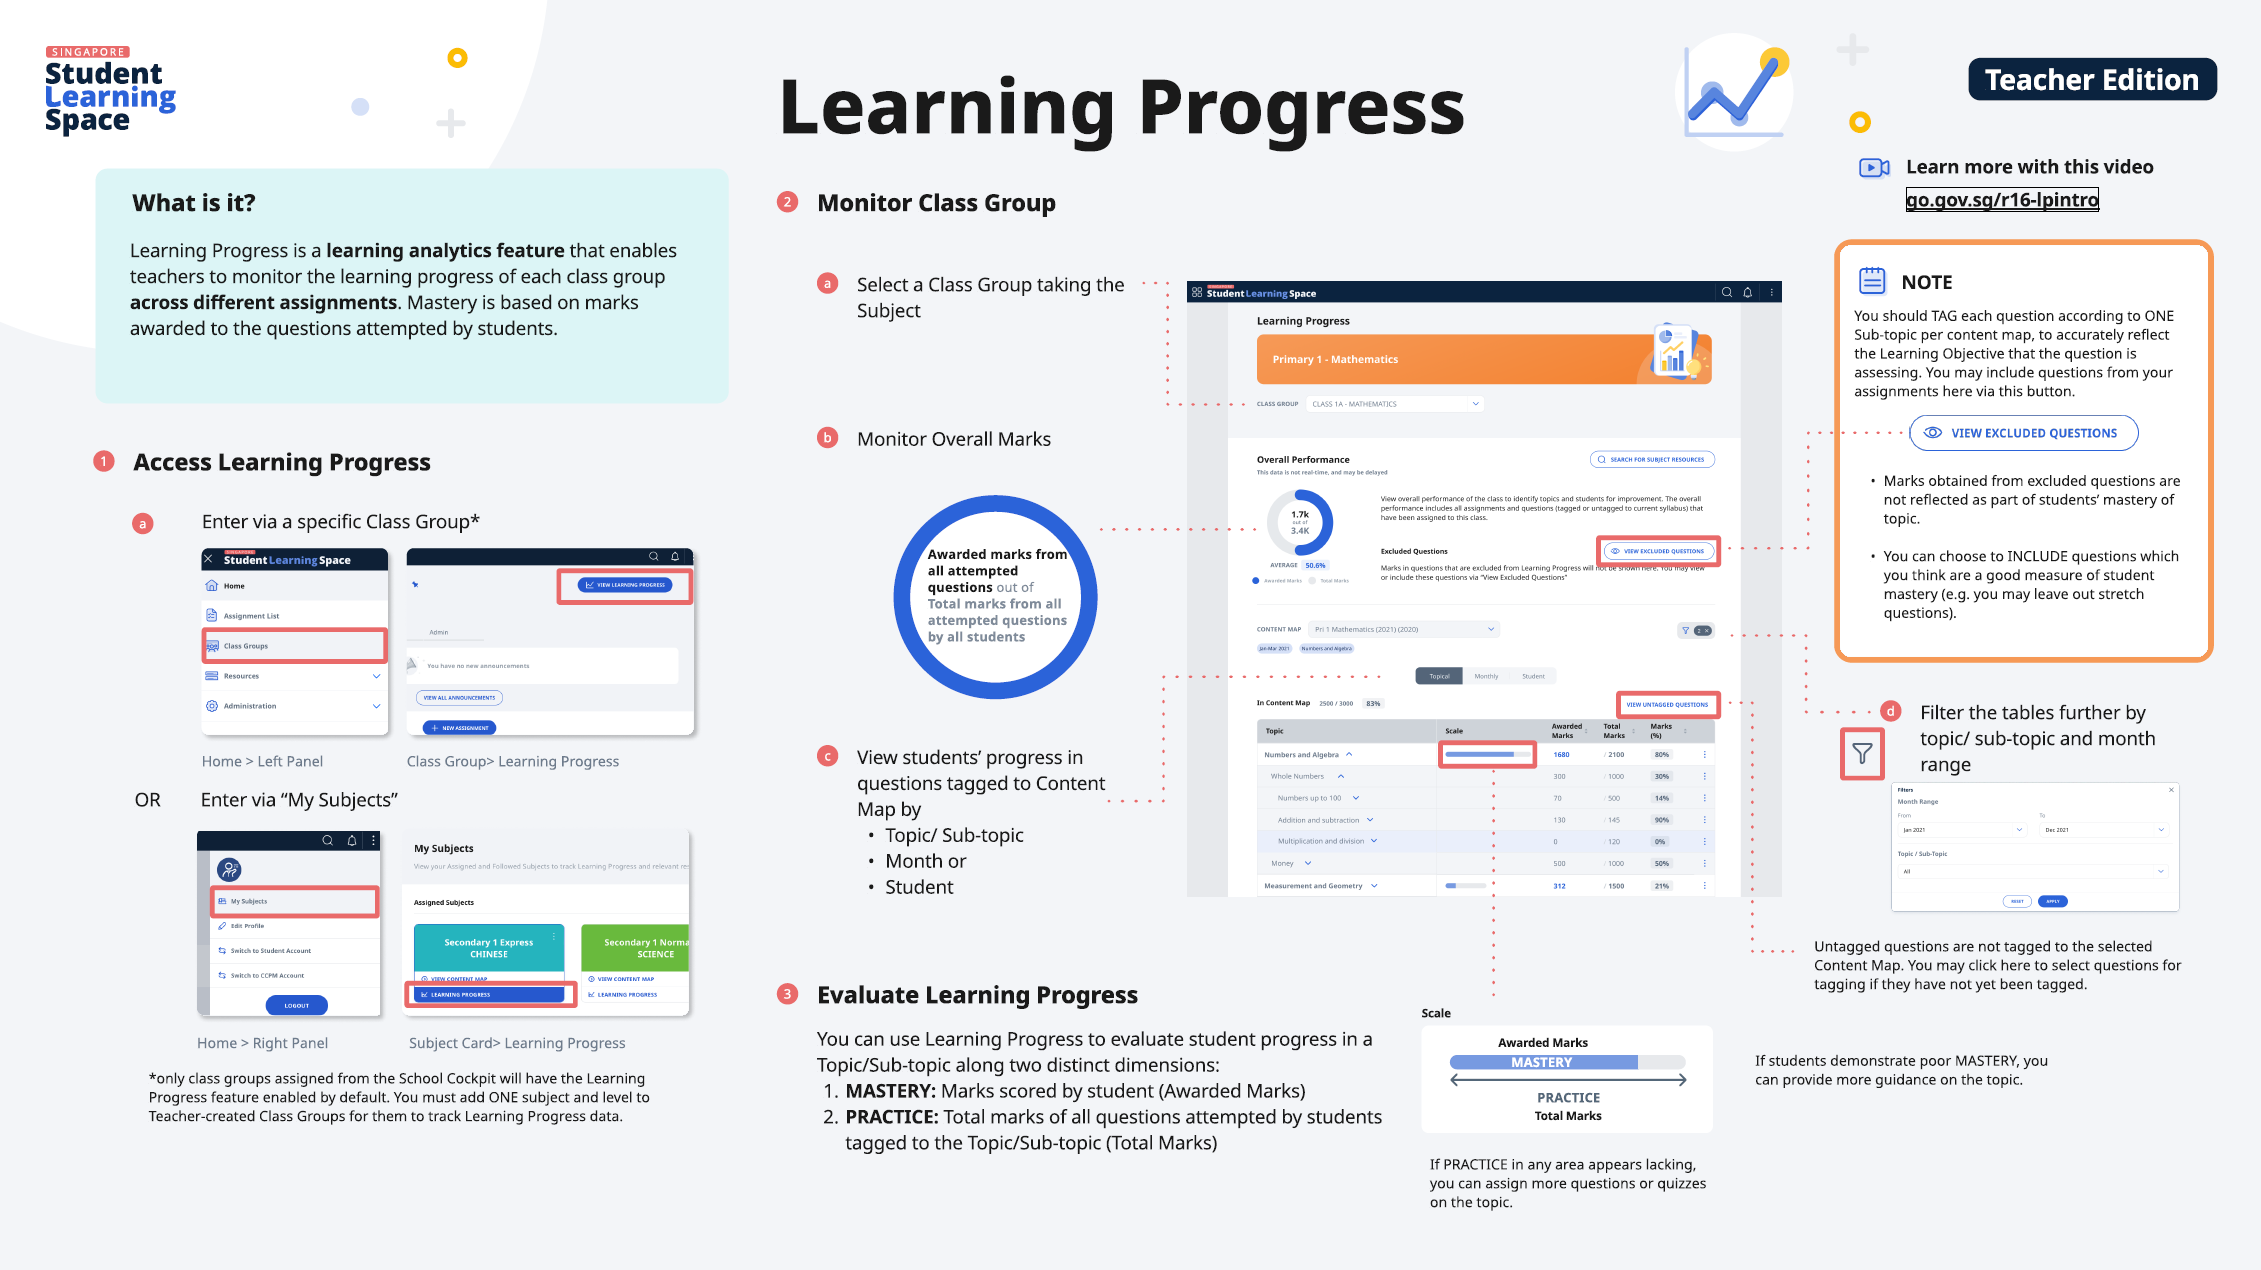 SINGAPORE
Student
Learning
Space
Learning Progress
Teacher Edition
Learn more with this video
go.gov.sg/r16-lpintro
What is it?
Learning Progress is a learning analytics feature that enables
teachers to monitor the learning progress of each class group
across different assignments. Mastery is based on marks
awarded to the questions attempted by students.
1 Access Learning Progress
a Enter via a specific Class Group*
SINGAPORE
Student Learning Space
Home
Assignment List
Class Groups
Resources
Administration
VIEW LEARNING PROGRESS
Admin
You have no new announcements
VIEW ALL ANNOUNCEMENTS
+ NEW ASSIGNMENT
Home > Left Panel
Class Group> Learning Progress
OR Enter via “My Subjects”
My Subjects
Edit Profile
Switch to Student Account
Switch to CCPM Account
LOGOUT
My Subjects
View your Assigned and Followed Subjects to track Learning Progress and relevant res
Assigned Subjects
Secondary 1 Express
CHINESE
VIEW CONTENT MAP
LEARNING PROGRESS
Secondary 1 Norma
SCIENCE
VIEW CONTENT MAP
LEARNING PROGRESS
Home > Right Panel
Subject Card> Learning Progress
*only class groups assigned from the School Cockpit will have the Learning
Progress feature enabled by default. You must add ONE subject and level to
Teacher-created Class Groups for them to track Learning Progress data.
2 Monitor Class Group
a Select a Class Group taking the
Subject
b Monitor Overall Marks
Awarded marks from
all attempted
questions out of
Total marks from all
attempted questions
by all students
c View students’ progress in
questions tagged to Content
Map by
• Topic/ Sub-topic
• Month or
• Student
SINGAPORE
Student Learning Space
Learning Progress
Primary 1 - Mathematics
CLASS GROUP CLASS 1A - MATHEMATICS
Overall Performance
This data is not real-time, and may be delayed
SEARCH FOR SUBJECT RESOURCES
1.7k
out of
3.4K
AVERAGE 50.6%
Awarded Marks Total Marks
View overall performance of the class to identify topics and students for improvement. The overall
performance includes all assignments and questions (tagged or untagged to current syllabus) that
have been assigned to this class.
Excluded Questions
VIEW EXCLUDED QUESTIONS
Marks in questions that are excluded from Learning Progress will not be shown here. You may view
or include these questions via “View Excluded Questions”
CONTENT MAP Pri 1 Mathematics (2021) (2020)
2 ×
Jan-Mar 2021 Numbers and Algebra
Topical Monthly Student
In Content Map 2500 / 3000 83%
VIEW UNTAGGED QUESTIONS
Topic Scale Awarded Marks Total Marks Marks (%)
Numbers and Algebra 1680 / 2100 80%
Whole Numbers 300 / 1000 30%
Numbers up to 100 70 / 500 14%
Addition and subtraction 130 / 145 90%
Multiplication and division 0 / 120 0%
Money 500 / 1000 50%
Measurement and Geometry 312 / 1500 21%
NOTE
You should TAG each question according to ONE
Sub-topic per content map, to accurately reflect
the Learning Objective that the question is
assessing. You may include questions from your
assignments here via this button.
VIEW EXCLUDED QUESTIONS
• Marks obtained from excluded questions are
not reflected as part of students’ mastery of
topic.
• You can choose to INCLUDE questions which
you think are a good measure of student
mastery (e.g. you may leave out stretch
questions).
d Filter the tables further by
topic/ sub-topic and month
range
Filters
Month Range
From To
Jan 2021 Dec 2021
Topic / Sub-Topic
All
RESET APPLY
Untagged questions are not tagged to the selected
Content Map. You may click here to select questions for
tagging if they have not yet been tagged.
3 Evaluate Learning Progress
You can use Learning Progress to evaluate student progress in a
Topic/Sub-topic along two distinct dimensions:
1. MASTERY: Marks scored by student (Awarded Marks)
2. PRACTICE: Total marks of all questions attempted by students
tagged to the Topic/Sub-topic (Total Marks)
Scale
Awarded Marks
MASTERY
PRACTICE
Total Marks
If students demonstrate poor MASTERY, you
can provide more guidance on the topic.
If PRACTICE in any area appears lacking,
you can assign more questions or quizzes
on the topic.